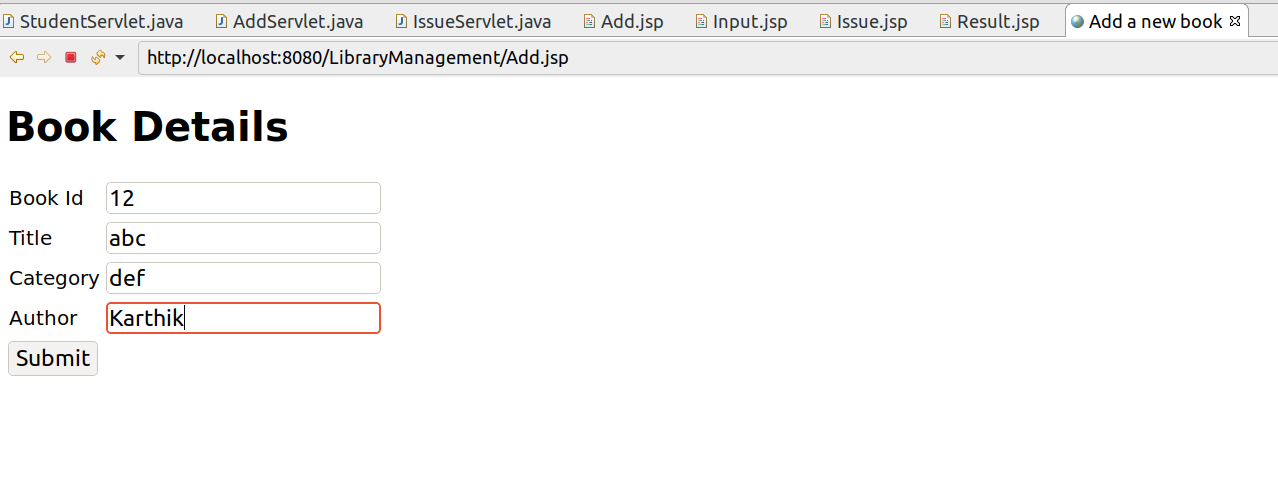 StudentServlet.java AddServlet.java IssueServlet.java Add.jsp Input.jsp Issue.jsp Result.jsp Add a new book
http://localhost:8080/LibraryManagement/Add.jsp
Book Details
Book Id 12
Title abc
Category def
Author Karthik
Submit